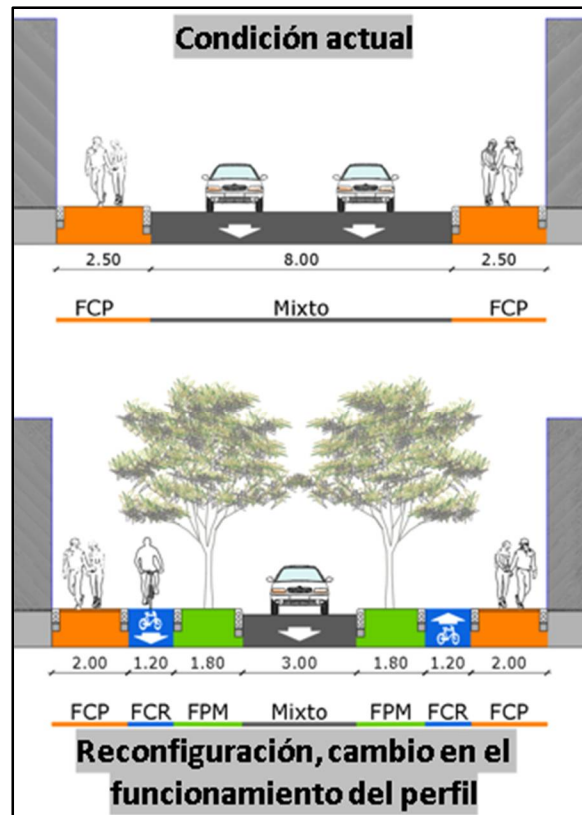 Condición actual
2.50 8.00 2.50
FCP Mixto FCP
2.00 1.20 1.80 3.00 1.80 1.20 2.00
FCP FCR FPM Mixto FPM FCR FCP
Reconfiguración, cambio en el
funcionamiento del perfil